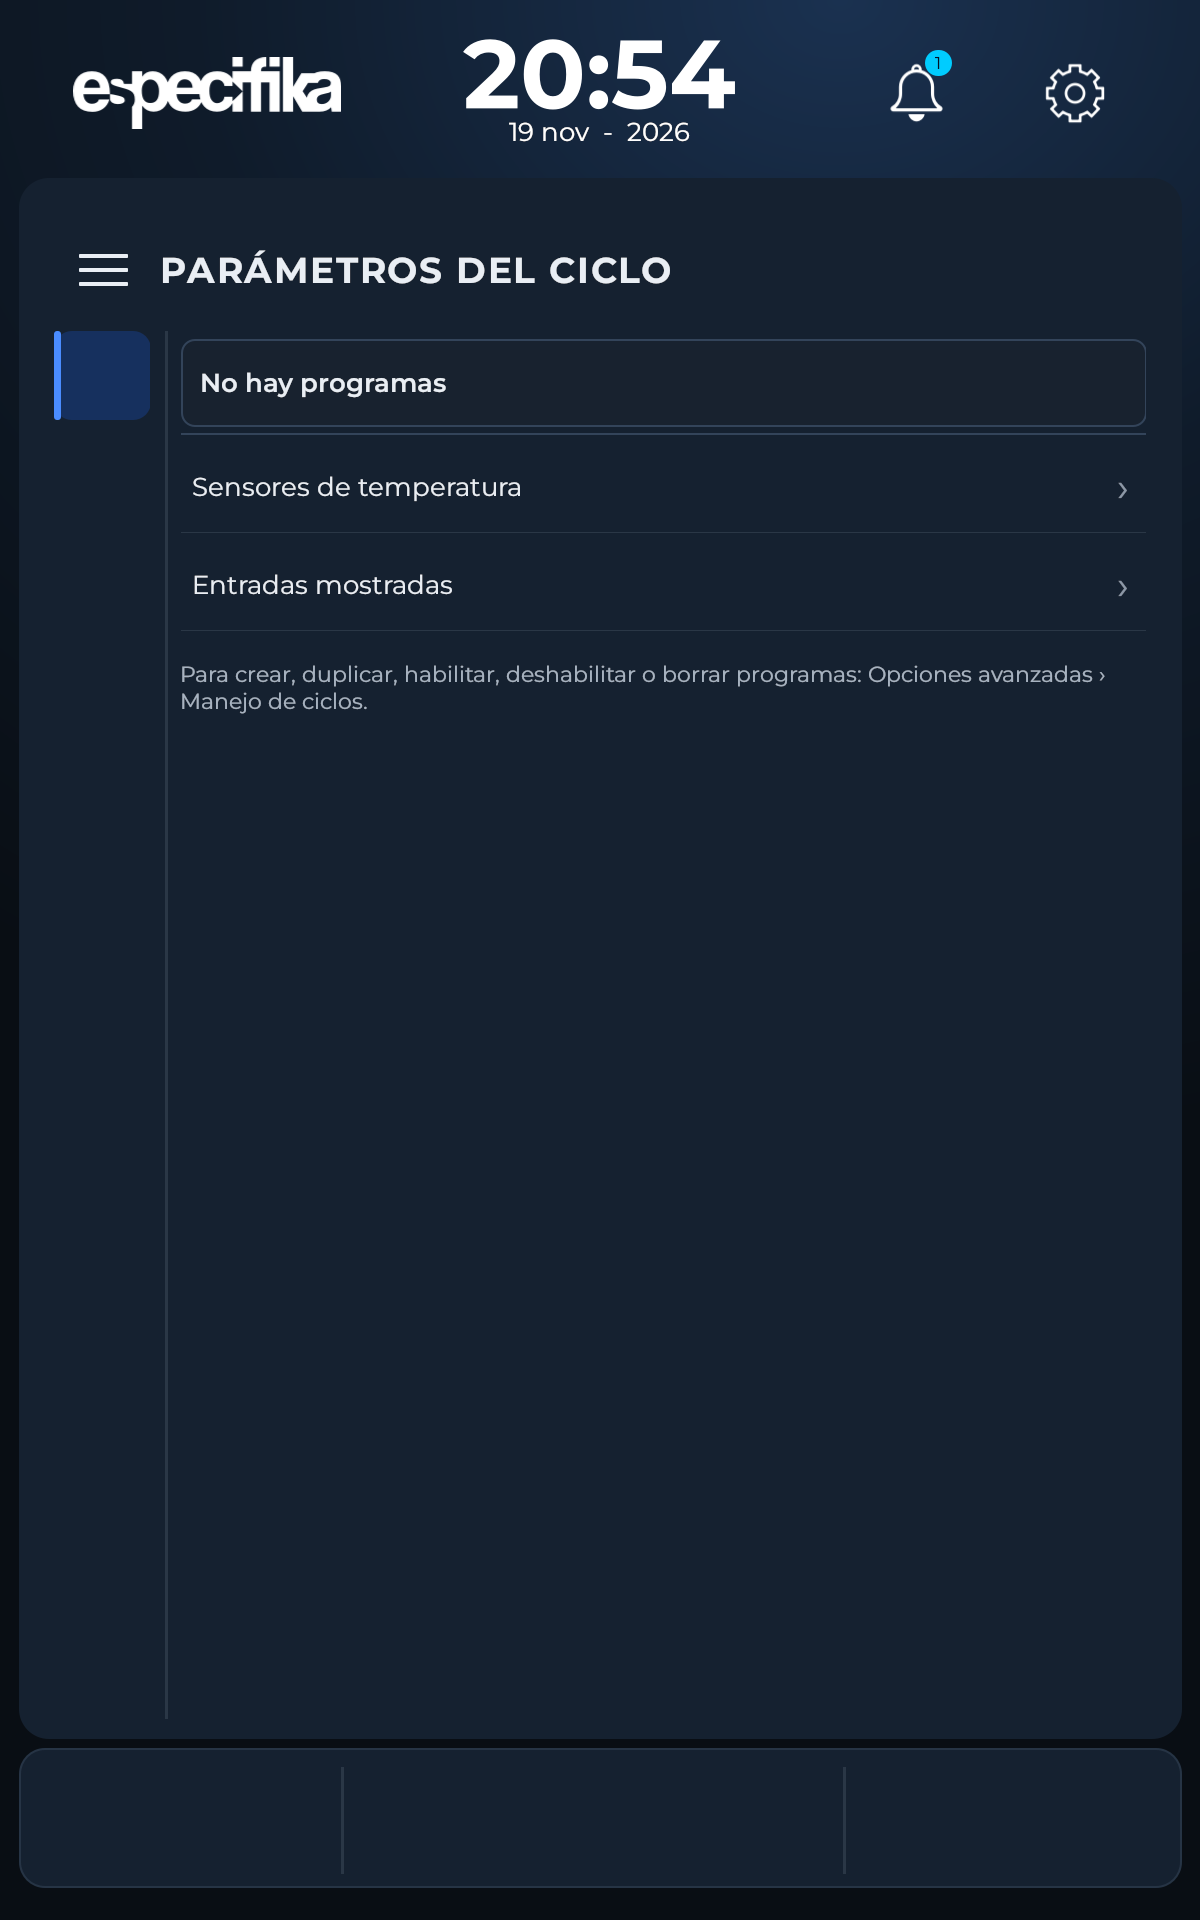 especifika
20:54
1
19 nov - 2026
PARÁMETROS DEL CICLO
No hay programas
Sensores de temperatura ›
Entradas mostradas ›
Para crear, duplicar, habilitar, deshabilitar o borrar programas: Opciones avanzadas ›
Manejo de ciclos.